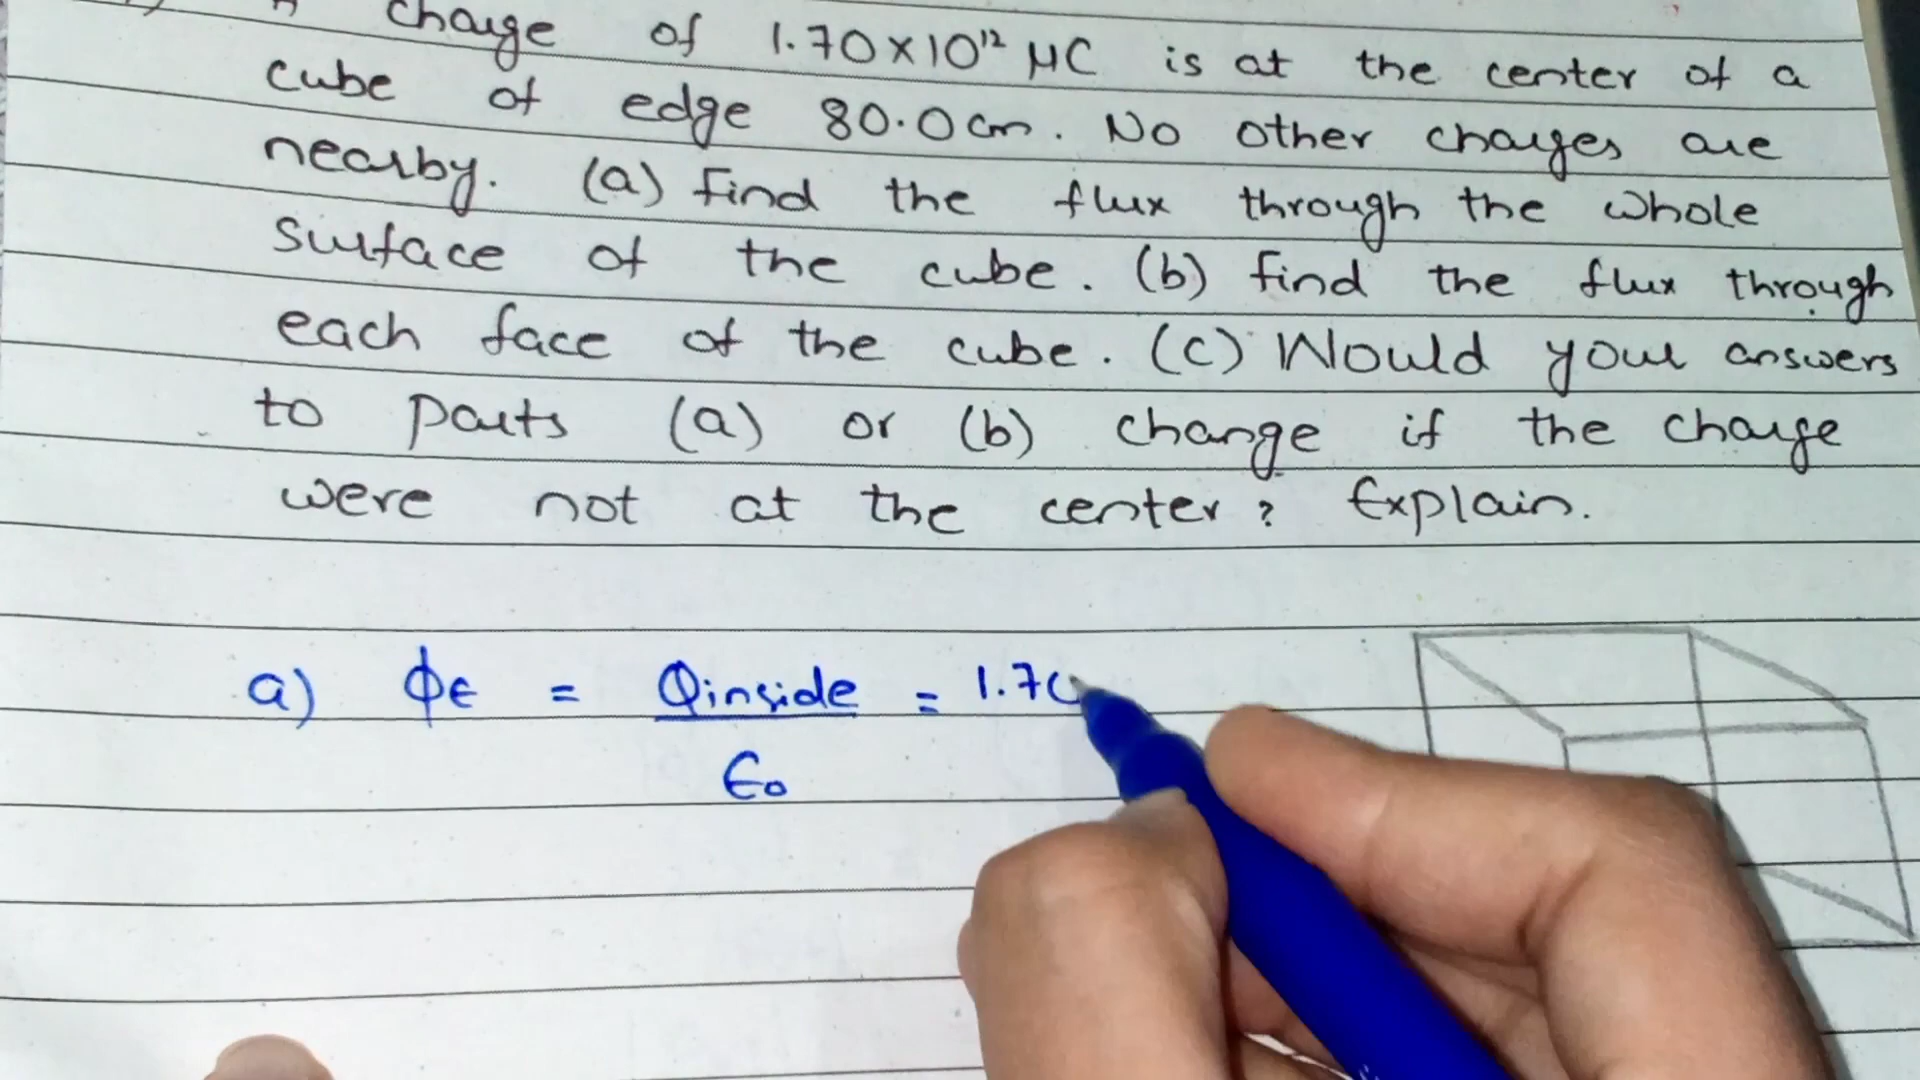 charge of 1.70×10¹² μC is at the center of a
cube of edge 80.0cm. No other charges are
nearby. (a) Find the flux through the whole
surface of the cube. (b) find the flux through
each face of the cube. (c) Would your answers
to parts (a) or (b) change if the charge
were not at the center? Explain.
a) ϕE = Qinside / ϵ0 = 1.70